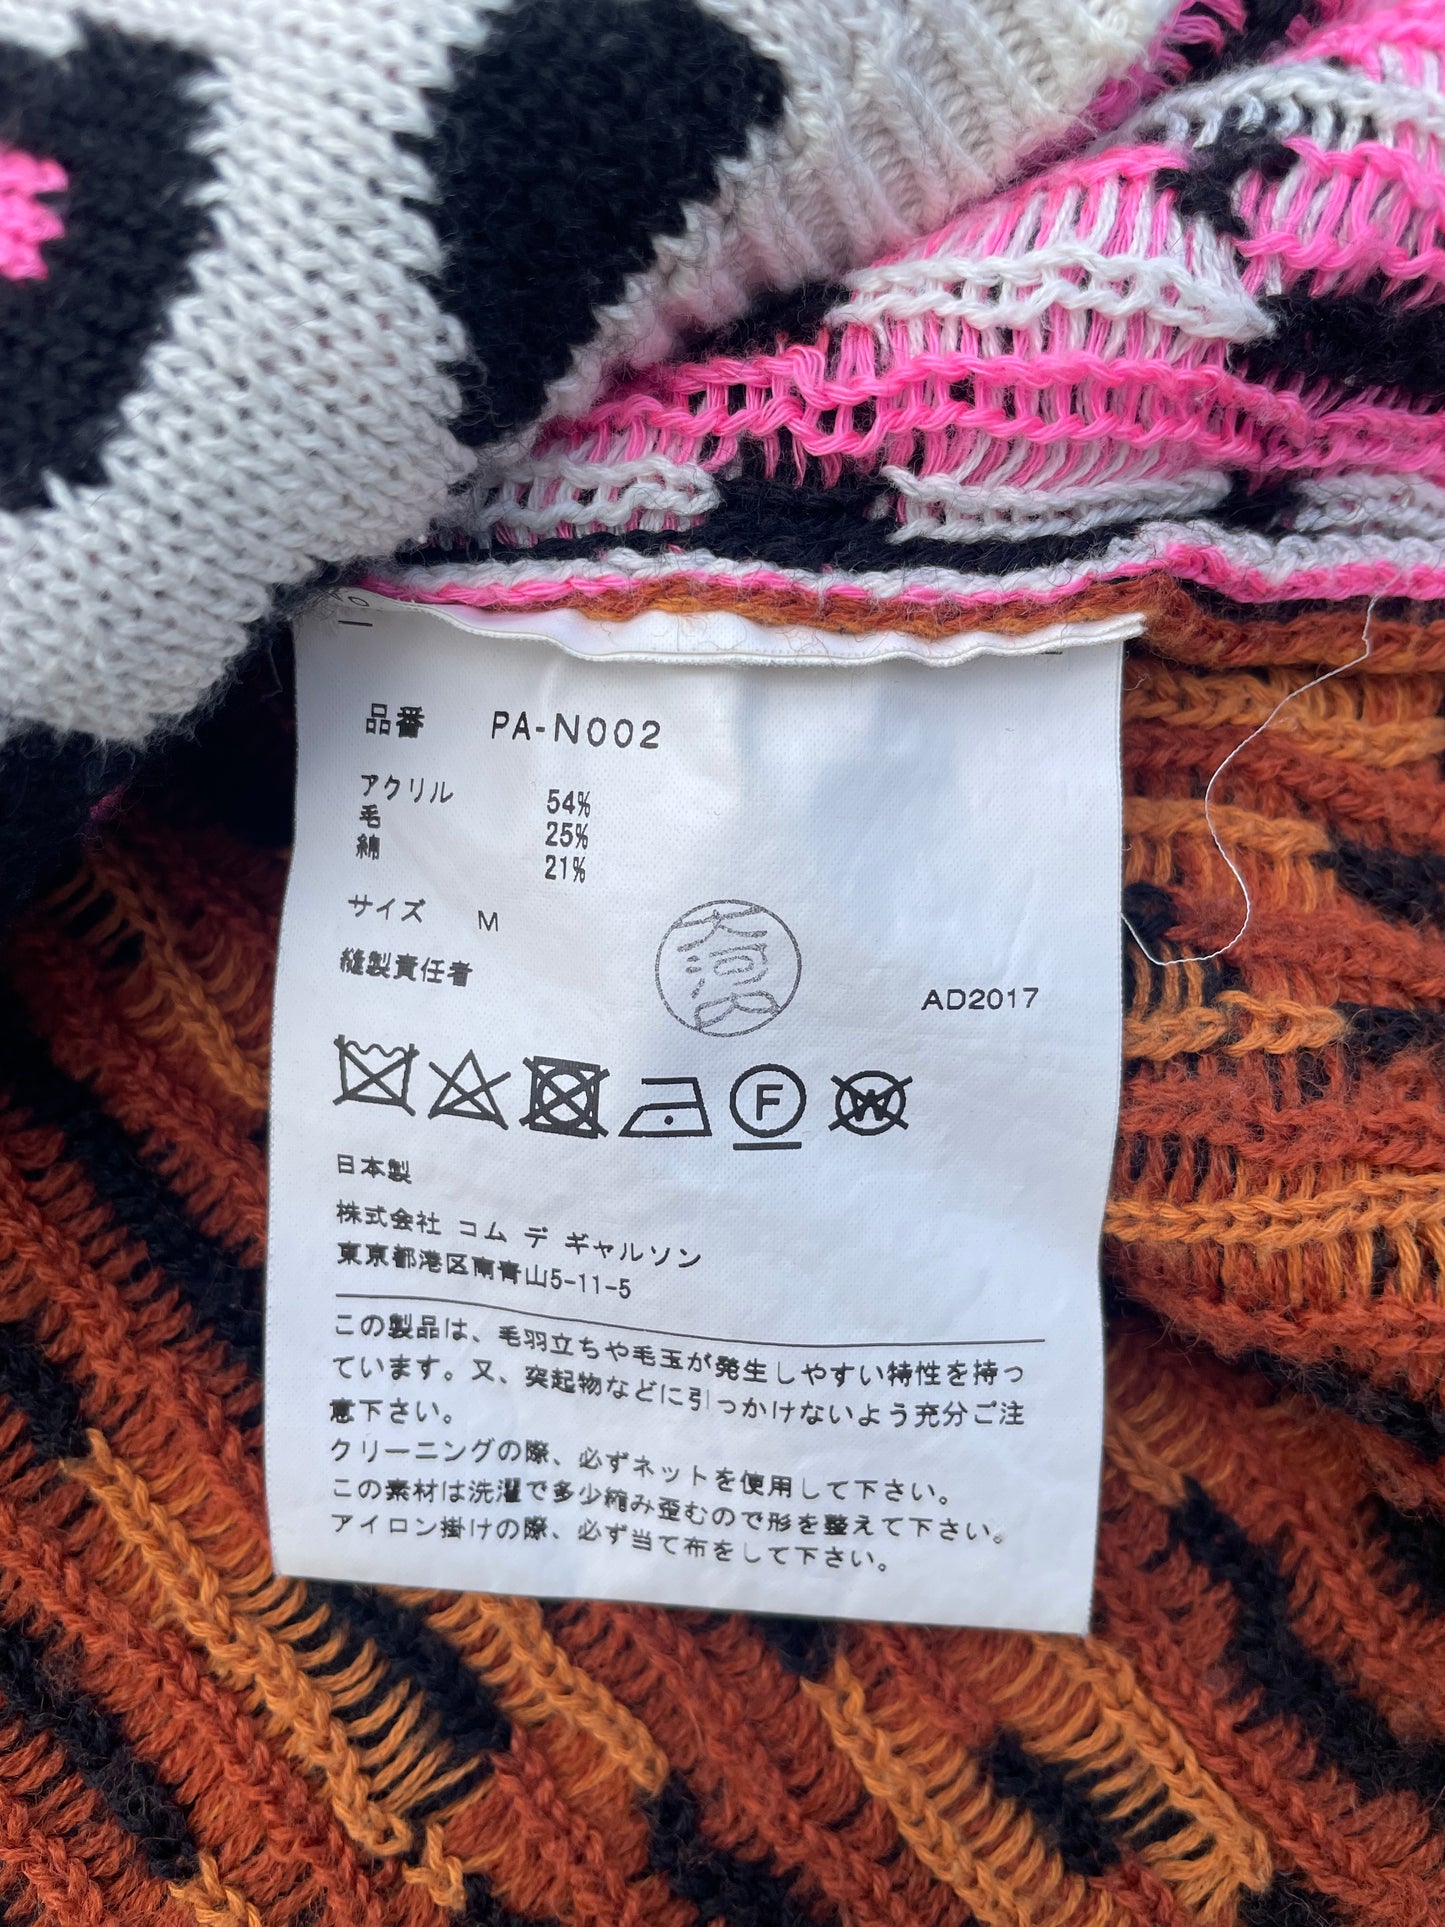 品番 PA-N002
アクリル 54%
毛 25%
綿 21%
サイズ M
縫製責任者
AD2017
F
W
日本製
株式会社 コム デ ギャルソン
東京都港区南青山5-11-5
この製品は、毛羽立ちや毛玉が発生しやすい特性を持っ
ています。又、突起物などに引っかけないよう充分ご注
意下さい。
クリーニングの際、必ずネットを使用して下さい。
この素材は洗濯で多少縮み歪むので形を整えて下さい。
アイロン掛けの際、必ず当て布をして下さい。